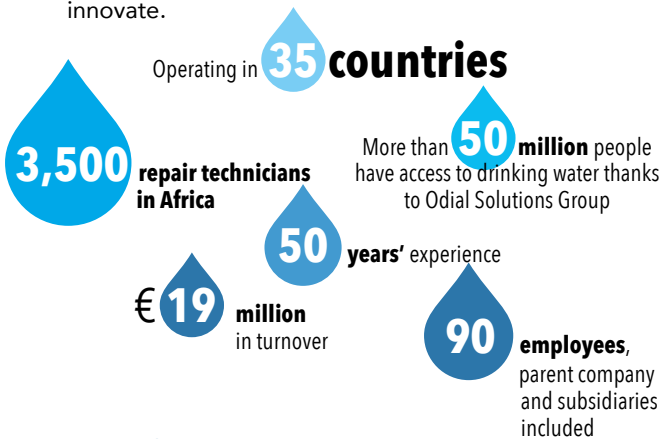 innovate.
Operating in 35 countries
3,500 repair technicians
in Africa
More than 50 million people
have access to drinking water thanks
to Odial Solutions Group
50 years’ experience
€ 19 million
in turnover
90 employees,
parent company
and subsidiaries
included